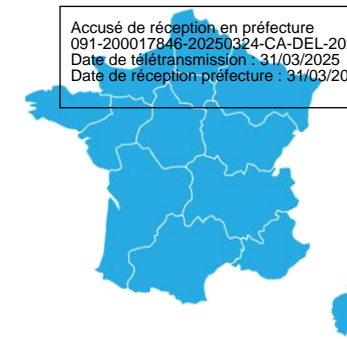 Accusé de réception en préfecture
091-200017846-20250324-CA-DEL-20
Date de télétransmission : 31/03/2025
Date de réception préfecture : 31/03/20